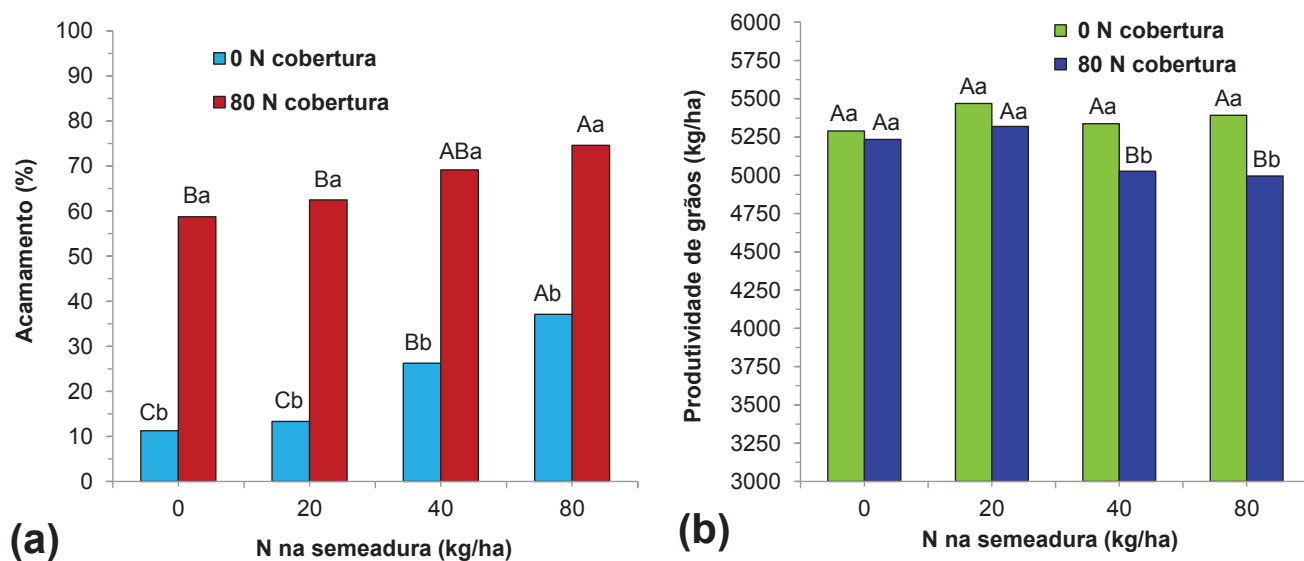 100
90
80
70
60
50
40
30
20
10
0
Acamamento (%)
0 N cobertura
80 N cobertura
Cb
Ba
Cb
Ba
Bb
ABa
Ab
Aa
0
20
40
80
N na semeadura (kg/ha)
(a)
6000
5750
5500
5250
5000
4750
4500
4250
4000
3750
3500
3250
3000
Produtividade de grãos (kg/ha)
0 N cobertura
80 N cobertura
Aa
Aa
Aa
Aa
Aa
Bb
Aa
Bb
0
20
40
80
N na semeadura (kg/ha)
(b)